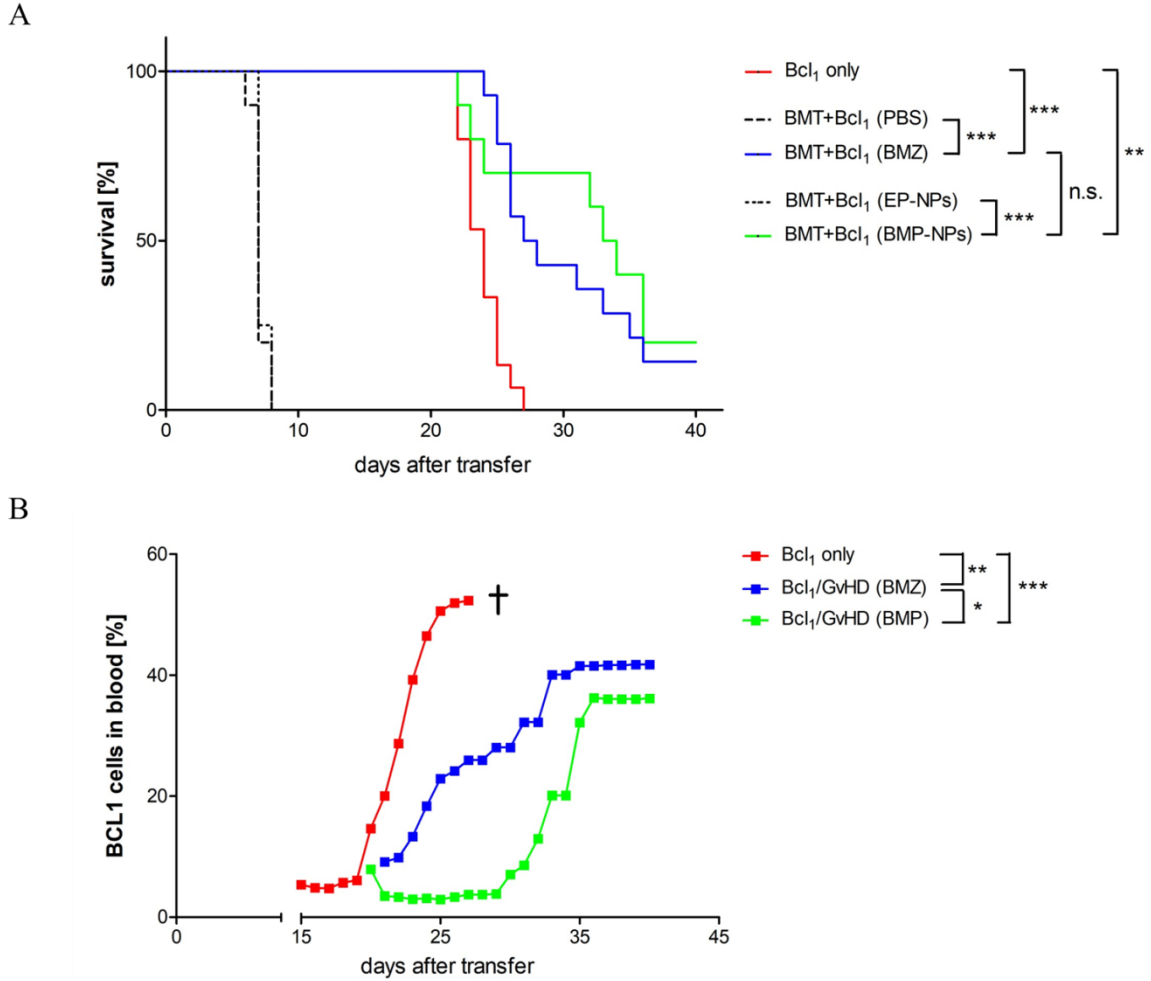 A
100
50
0
survival [%]
0 10 20 30 40
days after transfer
Bcl₁ only
BMT+Bcl₁ (PBS)
BMT+Bcl₁ (BMZ)
BMT+Bcl₁ (EP-NPs)
BMT+Bcl₁ (BMP-NPs)
***
***
***
n.s.
**
B
60
40
20
0
BCL1 cells in blood [%]
0 15 25 35 45
days after transfer
Bcl₁ only
Bcl₁/GvHD (BMZ)
Bcl₁/GvHD (BMP)
**
*
***